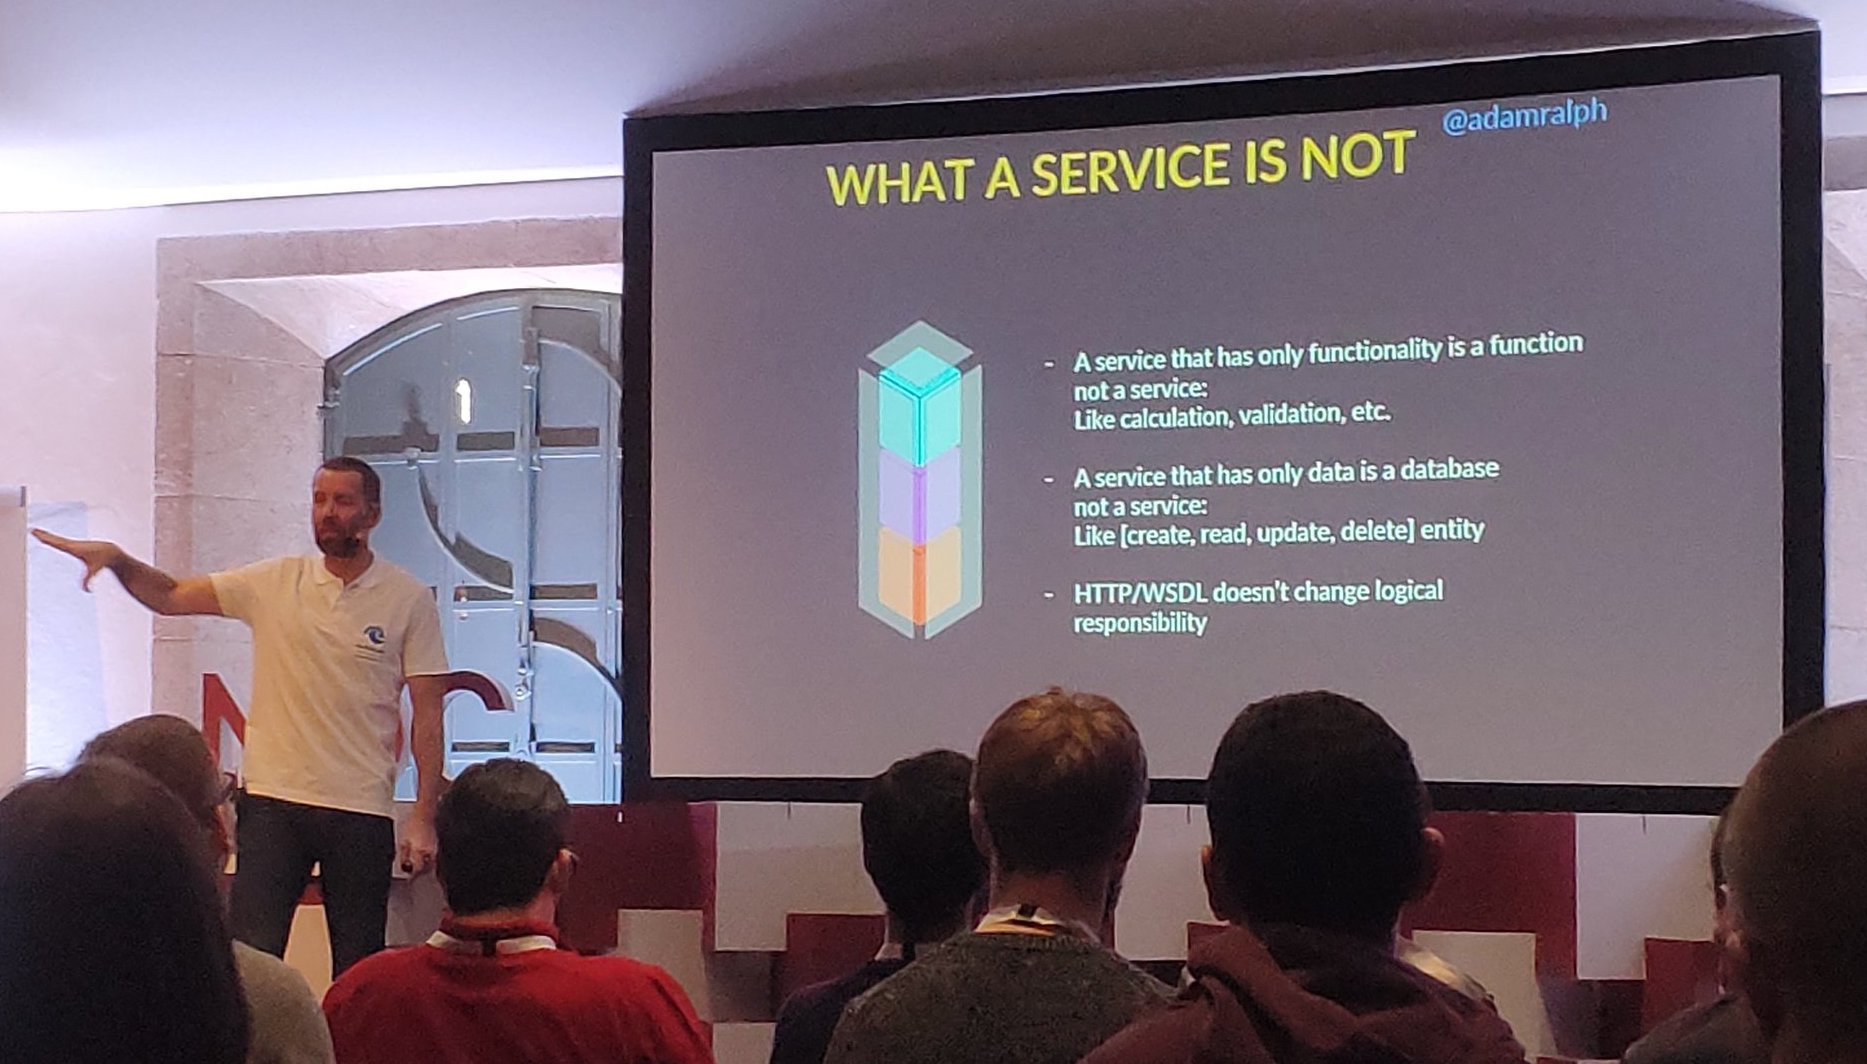 @adamralph
WHAT A SERVICE IS NOT
- A service that has only functionality is a function
not a service:
Like calculation, validation, etc.
- A service that has only data is a database
not a service:
Like [create, read, update, delete] entity
- HTTP/WSDL doesn't change logical
responsibility